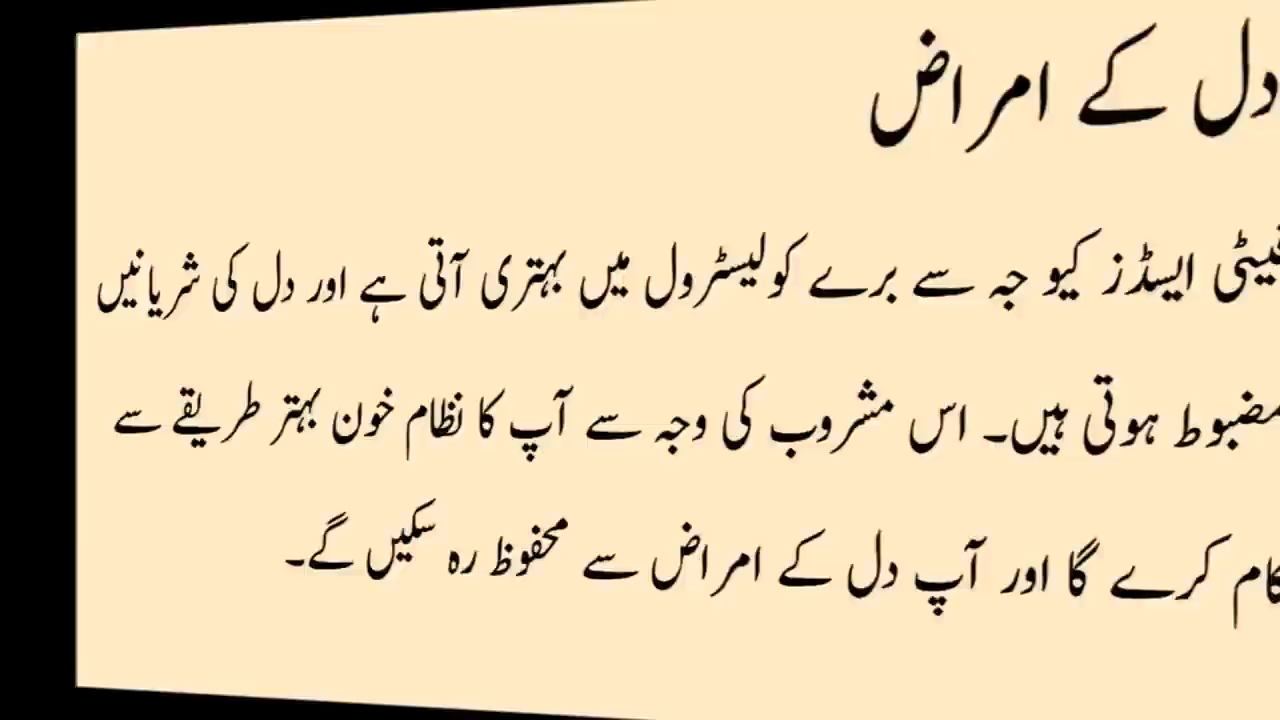 دل کے امراض
فیٹی ایسڈز کیو جہ سے برے کولیسٹرول میں بہتری آتی ہے اور دل کی شریانیں
مضبوط ہوتی ہیں۔ اس مشروب کی وجہ سے آپ کا نظام خون بہتر طریقے سے
کام کرے گا اور آپ دل کے امراض سے محفوظ رہ سکیں گے۔